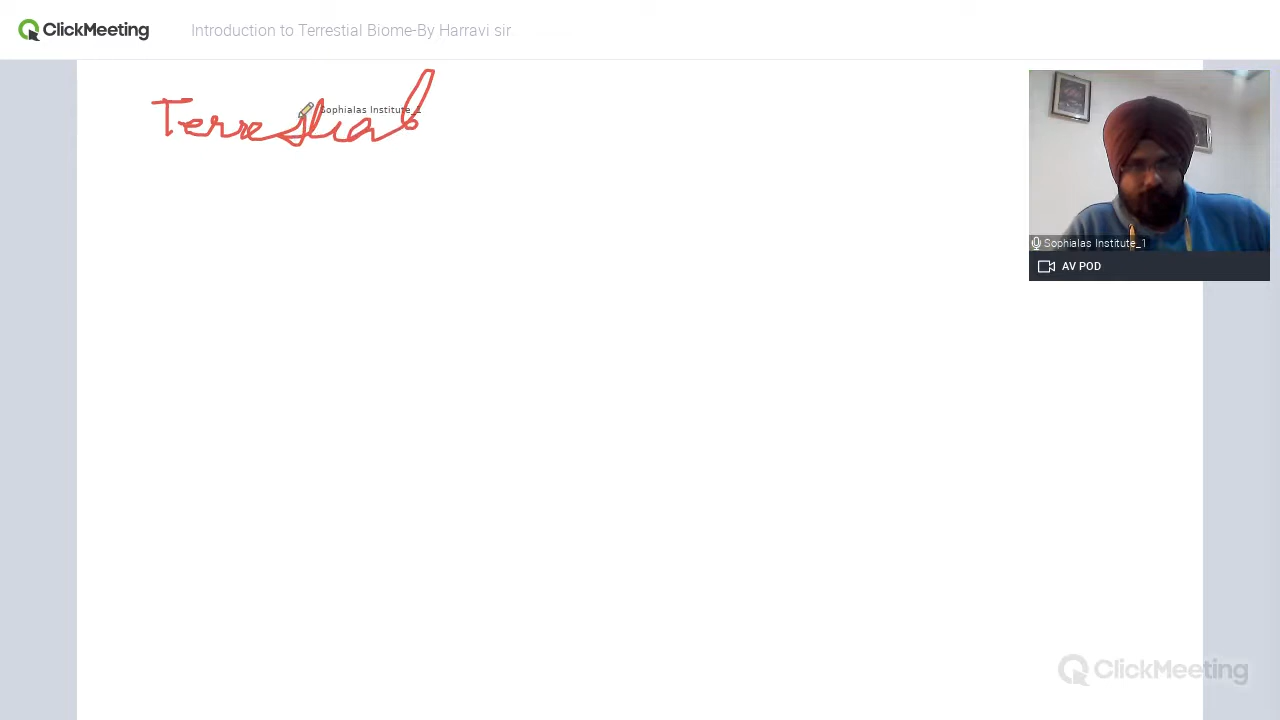 ClickMeeting
Introduction to Terrestial Biome-By Harravi sir
Terrestial
Sophialas Institute_1
Sophialas Institute_1
AV POD
ClickMeeting